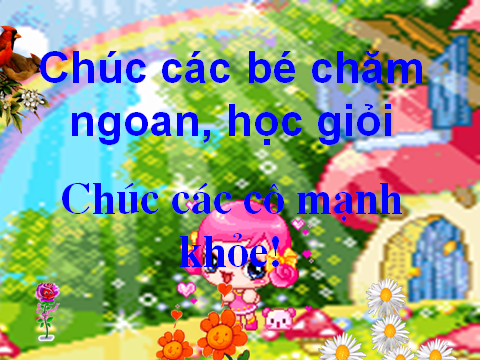 Chúc các bé chăm
ngoan, học giỏi
Chúc các cô mạnh
khỏe!